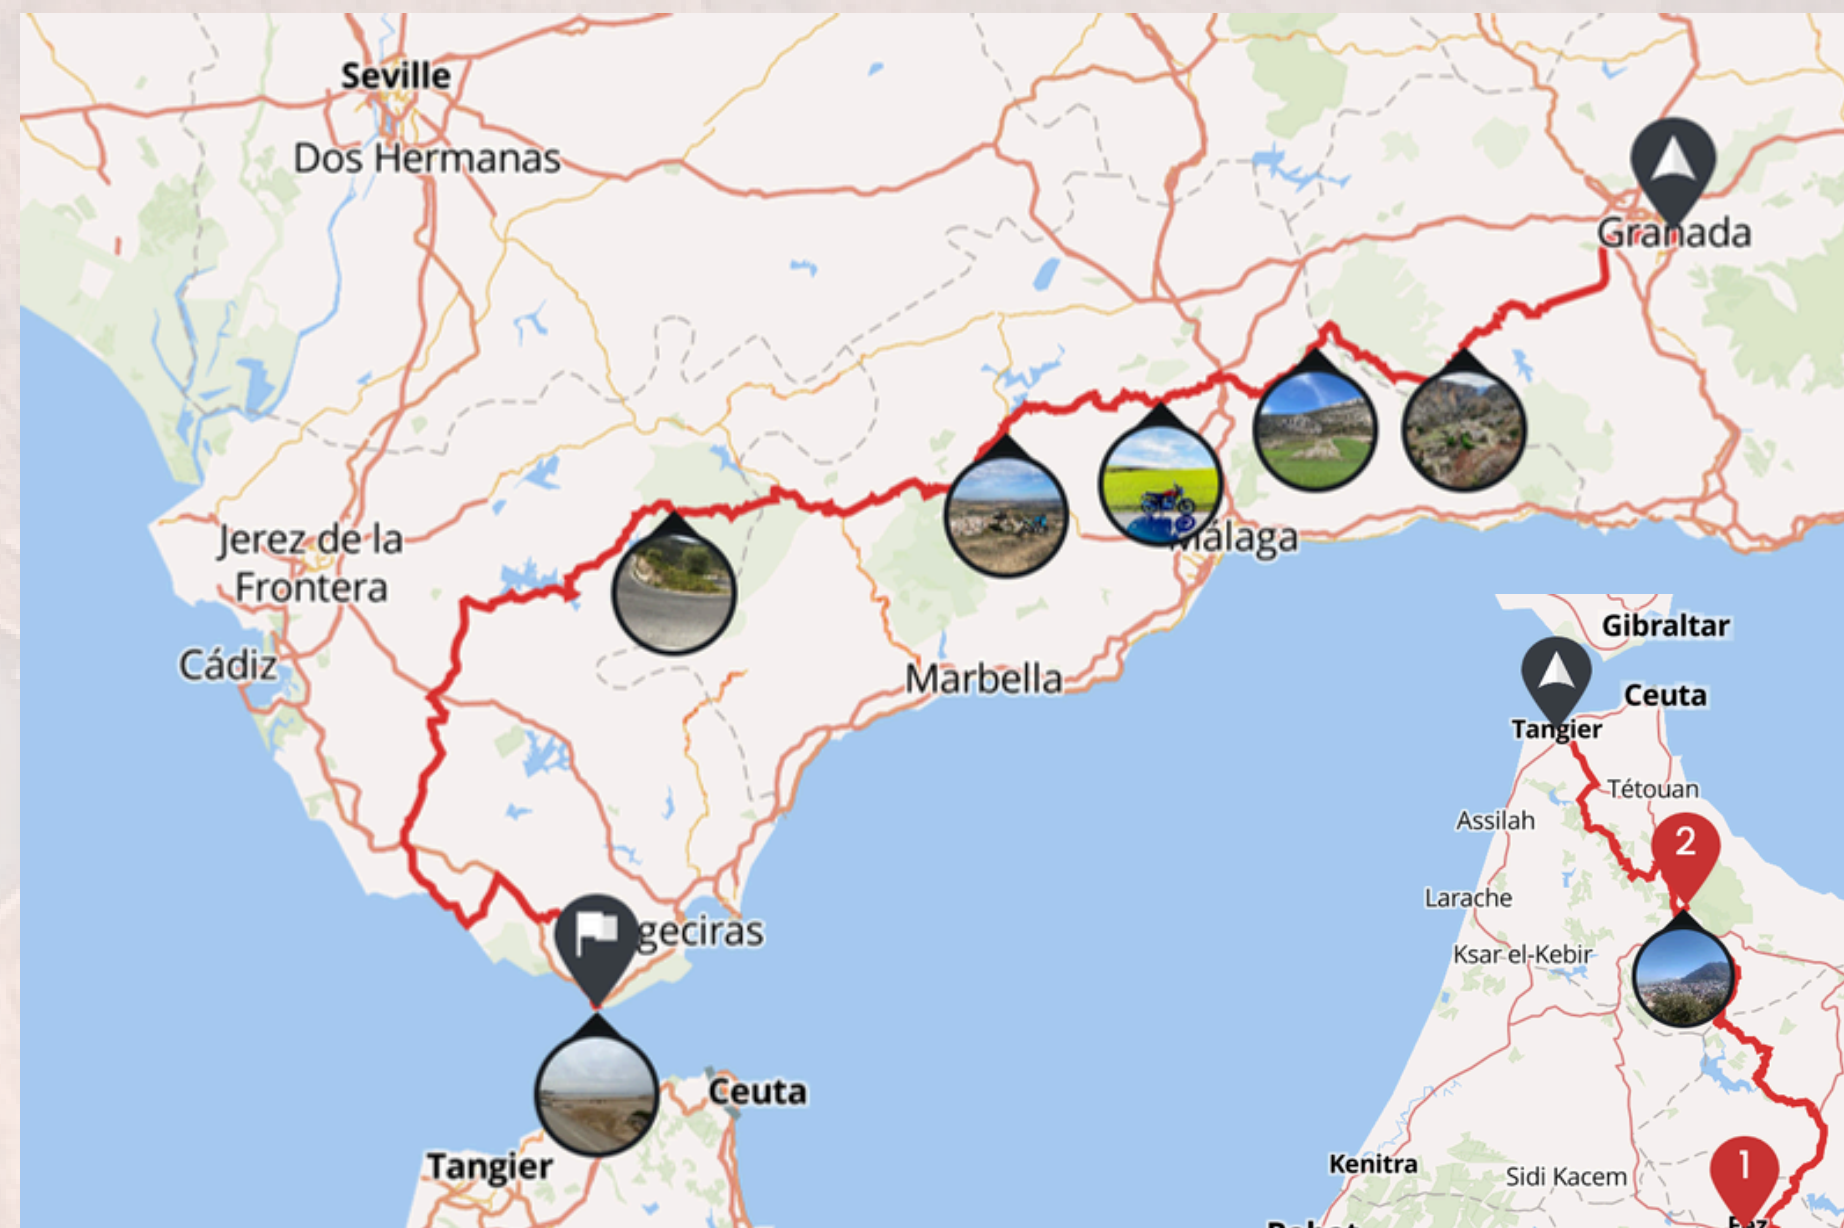 Seville
Dos Hermanas
Granada
Jerez de la
Frontera
Málaga
Cádiz
Marbella
geciras
Ceuta
Tangier
Gibraltar
Ceuta
Tangier
Tétouan
Assilah
2
Larache
Ksar el-Kebir
Kenitra
Sidi Kacem
1